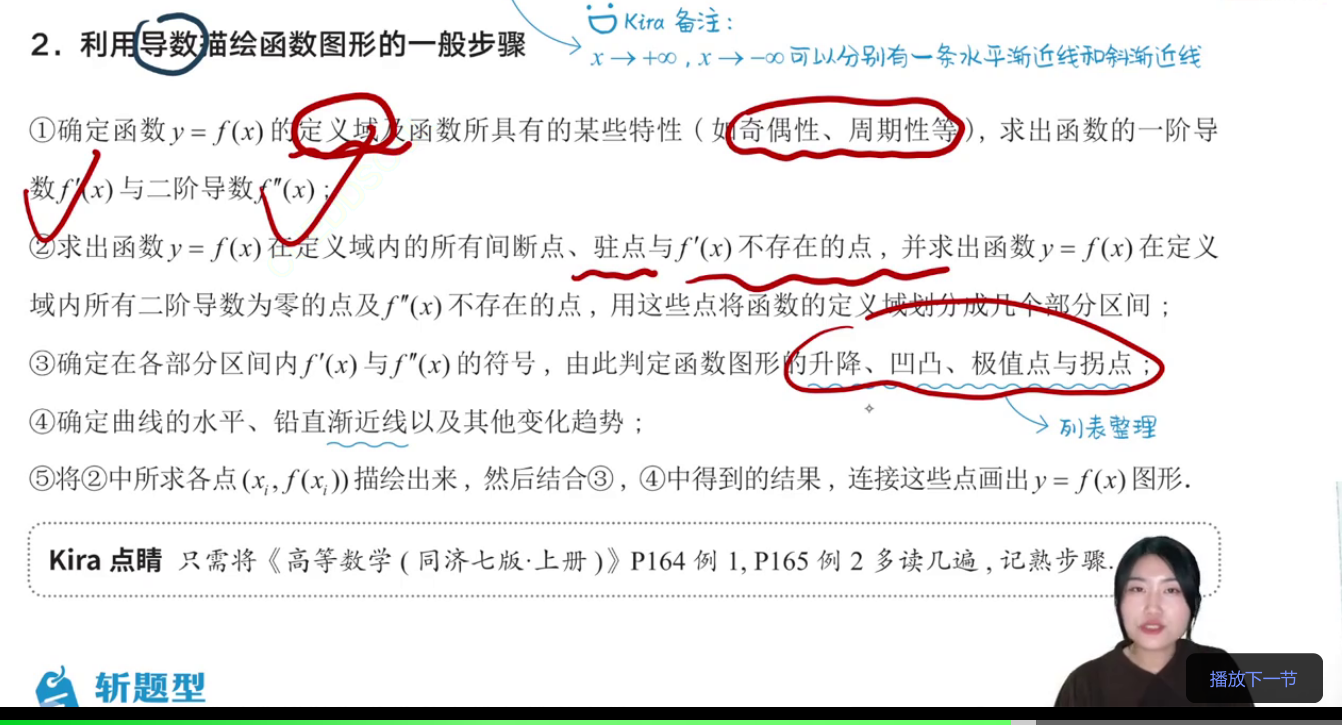 Kira 备注：
2．利用导数描绘函数图形的一般步骤
x → +∞，x → −∞可以分别有一条水平渐近线和斜渐近线
①确定函数 y = f(x) 的定义域及函数所具有的某些特性（如奇偶性、周期性等），求出函数的一阶导
数 f′(x) 与二阶导数 f″(x)；
②求出函数 y = f(x) 在定义域内的所有间断点、驻点与 f′(x) 不存在的点，并求出函数 y = f(x) 在定义
域内所有二阶导数为零的点及 f″(x) 不存在的点，用这些点将函数的定义域划分成几个部分区间；
③确定在各部分区间内 f′(x) 与 f″(x) 的符号，由此判定函数图形的升降、凹凸、极值点与拐点；
④确定曲线的水平、铅直渐近线以及其他变化趋势；
列表整理
⑤将②中所求各点 (xᵢ, f(xᵢ)) 描绘出来，然后结合③，④中得到的结果，连接这些点画出 y = f(x) 图形．
Kira 点睛 只需将《高等数学(同济七版·上册)》P164 例 1, P165 例 2 多读几遍,记熟步骤.
播放下一节
斩题型